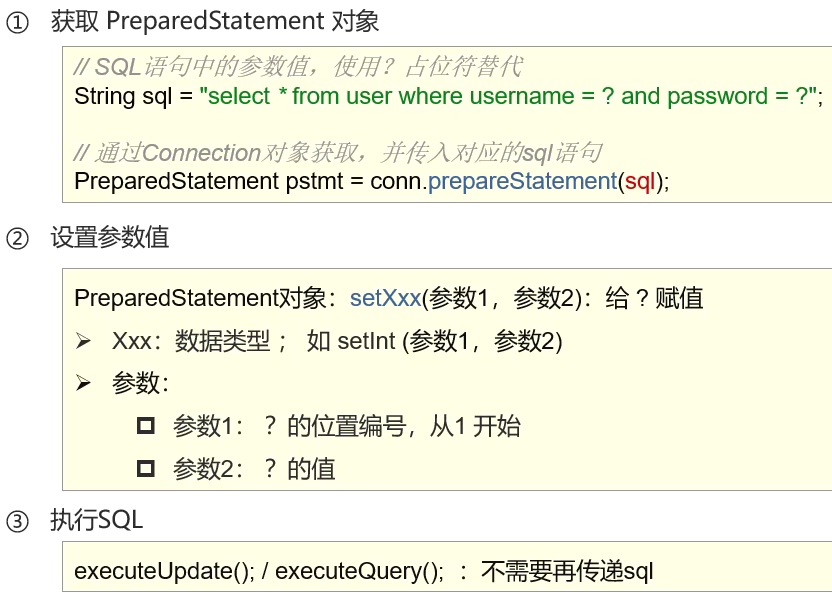 ① 获取 PreparedStatement 对象
// SQL语句中的参数值，使用？占位符替代
String sql = "select * from user where username = ? and password = ?";
// 通过Connection对象获取，并传入对应的sql语句
PreparedStatement pstmt = conn.prepareStatement(sql);
② 设置参数值
PreparedStatement对象：setXxx(参数1，参数2)：给 ? 赋值
➢ Xxx：数据类型 ； 如 setInt (参数1，参数2)
➢ 参数：
参数1： ？的位置编号，从1 开始
参数2： ？的值
③ 执行SQL
executeUpdate(); / executeQuery(); ：不需要再传递sql